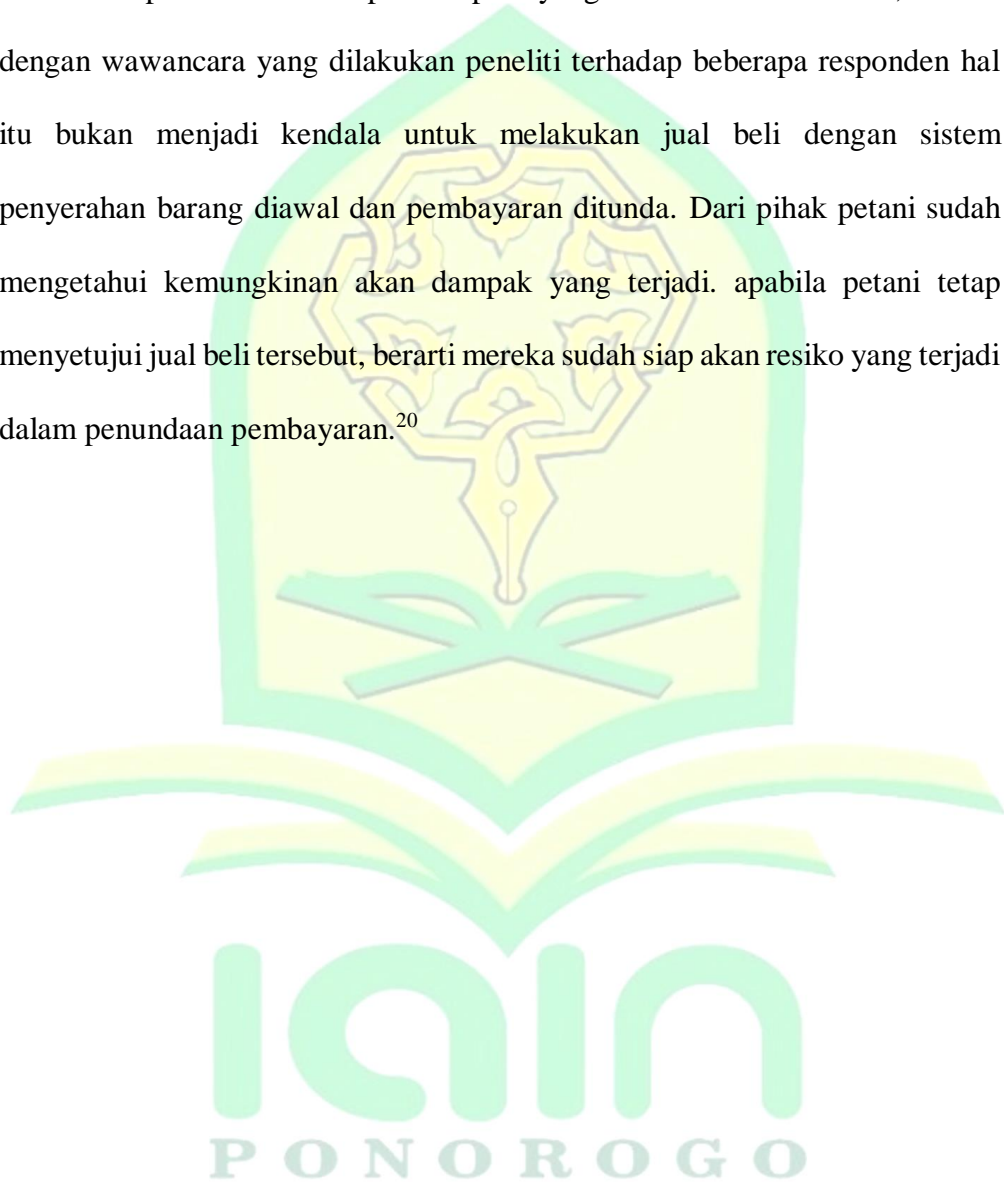 dengan wawancara yang dilakukan peneliti terhadap beberapa responden hal
itu bukan menjadi kendala untuk melakukan jual beli dengan sistem
penyerahan barang diawal dan pembayaran ditunda. Dari pihak petani sudah
mengetahui kemungkinan akan dampak yang terjadi. apabila petani tetap
menyetujui jual beli tersebut, berarti mereka sudah siap akan resiko yang terjadi
dalam penundaan pembayaran.20
iain
PONOROGO